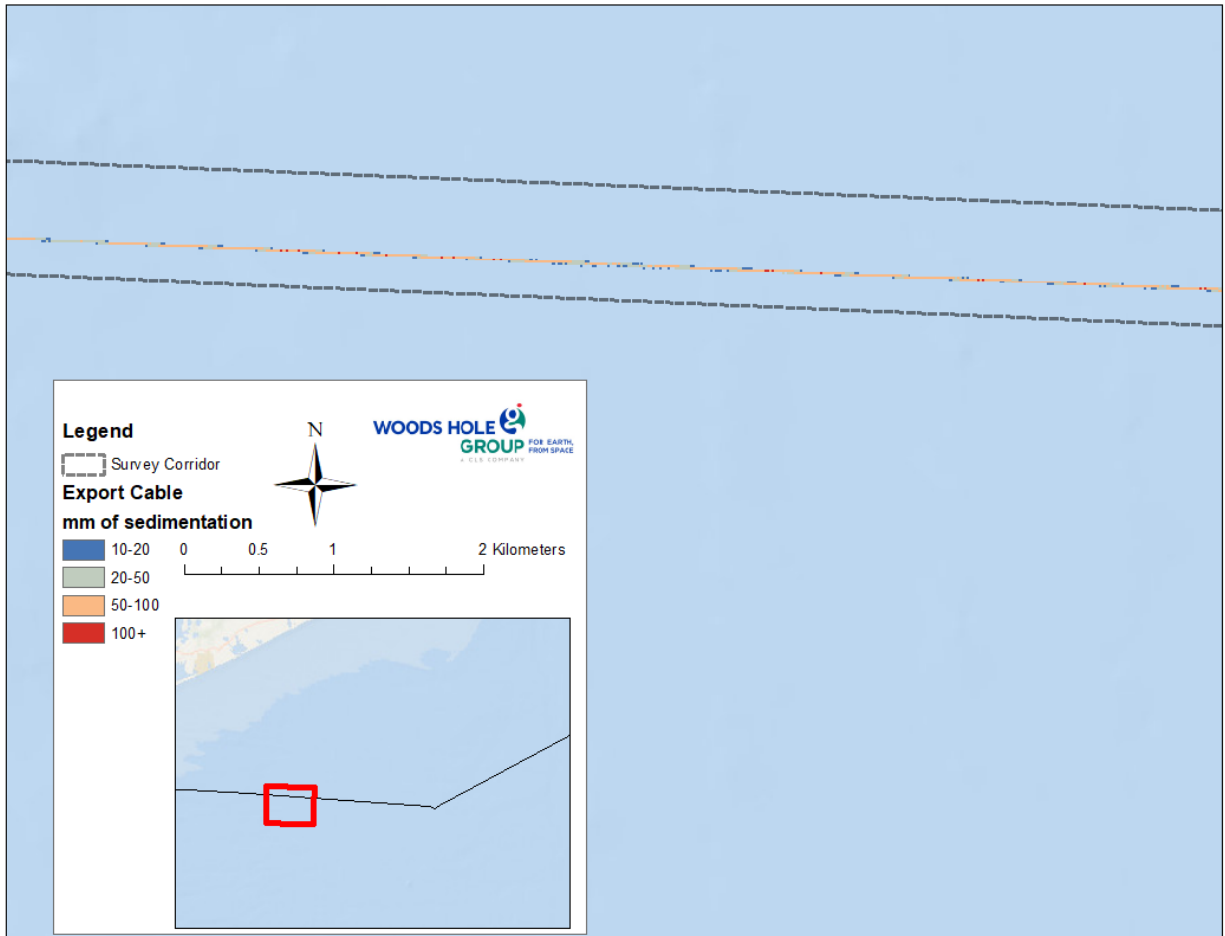 Legend
N
WOODS HOLE
GROUP
FOR EARTH,
FROM SPACE
A CLS COMPANY
Survey Corridor
Export Cable
mm of sedimentation
10-20
20-50
50-100
100+
0 0.5 1 2 Kilometers